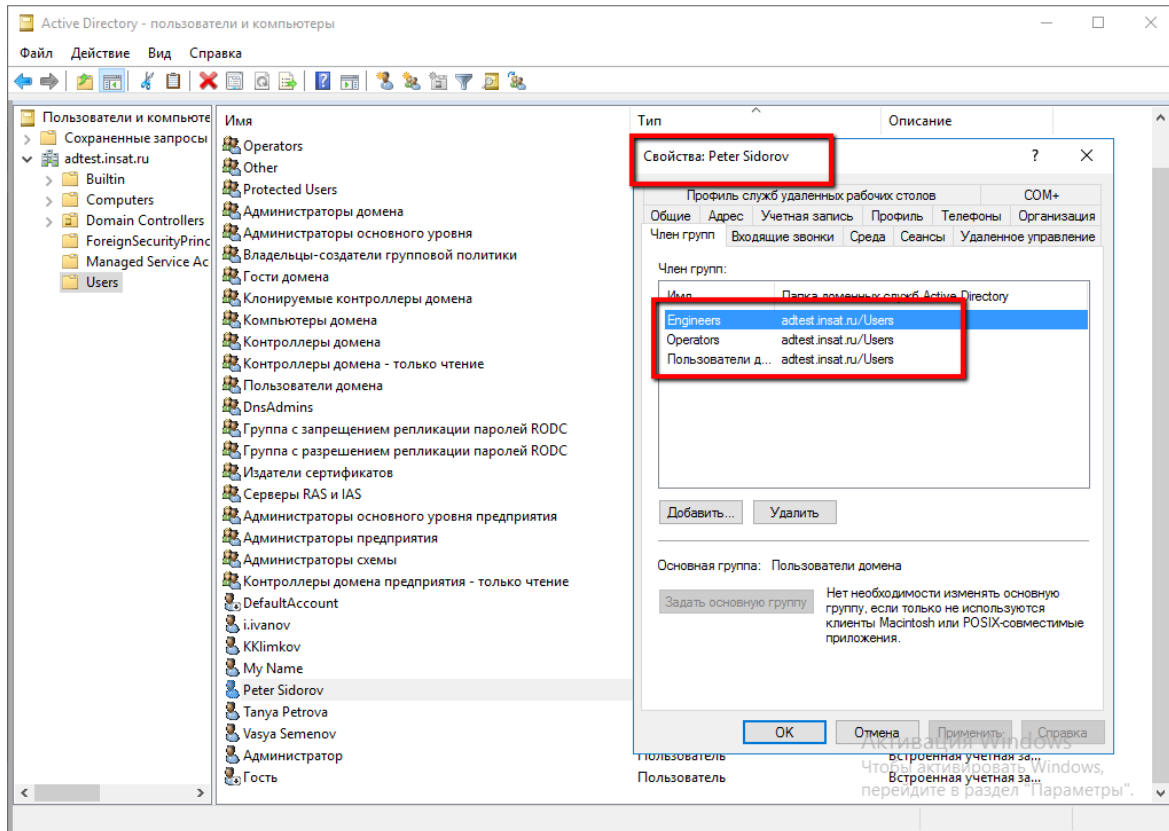 Active Directory - пользователи и компьютеры
Файл Действие Вид Справка
Пользователи и компьюте
Сохраненные запросы
adtest.insat.ru
Builtin
Computers
Domain Controllers
ForeignSecurityPrinc
Managed Service Ac
Users
Имя Тип Описание
Operators
Other
Protected Users
Администраторы домена
Администраторы основного уровня
Владельцы-создатели групповой политики
Гости домена
Клонируемые контроллеры домена
Компьютеры домена
Контроллеры домена
Контроллеры домена - только чтение
Пользователи домена
DnsAdmins
Группа с запрещением репликации паролей RODC
Группа с разрешением репликации паролей RODC
Издатели сертификатов
Серверы RAS и IAS
Администраторы основного уровня предприятия
Администраторы предприятия
Администраторы схемы
Контроллеры домена предприятия - только чтение
DefaultAccount
i.ivanov
KKlimkov
My Name
Peter Sidorov
Tanya Petrova
Vasya Semenov
Администратор Пользователь Встроенная учетная за...
Гость Пользователь Встроенная учетная за...
Свойства: Peter Sidorov ?
Профиль служб удаленных рабочих столов COM+
Общие Адрес Учетная запись Профиль Телефоны Организация
Член групп Входящие звонки Среда Сеансы Удаленное управление
Член групп:
Имя Папка доменных служб Active Directory
Engineers adtest.insat.ru/Users
Operators adtest.insat.ru/Users
Пользователи д... adtest.insat.ru/Users
Добавить... Удалить
Основная группа: Пользователи домена
Задать основную группу
Нет необходимости изменять основную
группу, если только не используются
клиенты Macintosh или POSIX-совместимые
приложения.
OK Отмена Применить Справка
Активация Windows
Чтобы активировать Windows,
перейдите в раздел "Параметры".